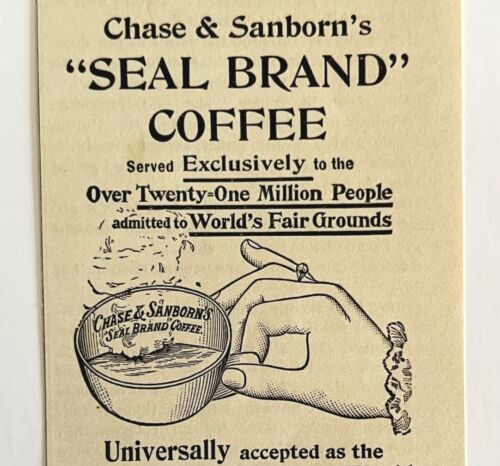 Chase & Sanborn's
"SEAL BRAND"
COFFEE
Served Exclusively to the
Over Twenty-One Million People
admitted to World's Fair Grounds
CHASE & SANBORN'S
"SEAL BRAND" COFFEE.
Universally accepted as the